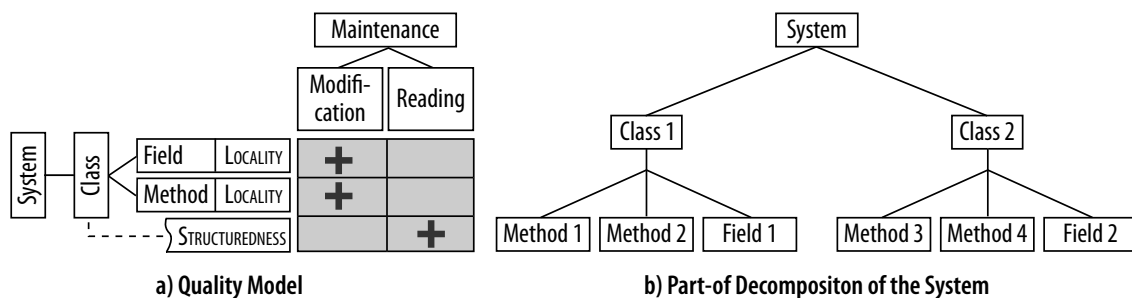 Maintenance
Modifi-
cation
Reading
System
Class
Field LOCALITY
Method LOCALITY
STRUCTUREDNESS
a) Quality Model
System
Class 1 Class 2
Method 1 Method 2 Field 1 Method 3 Method 4 Field 2
b) Part-of Decompositon of the System